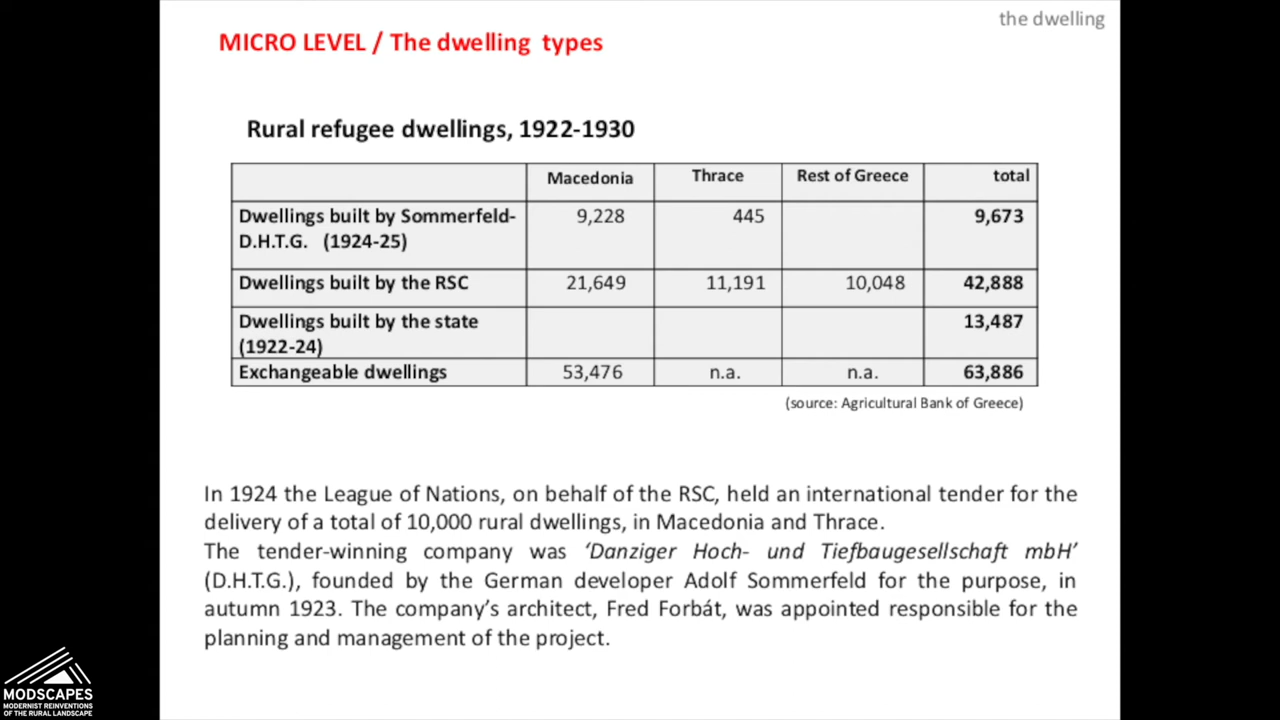 the dwelling
MICRO LEVEL / The dwelling types
Rural refugee dwellings, 1922-1930
Macedonia Thrace Rest of Greece total
Dwellings built by Sommerfeld- 9,228 445 9,673
D.H.T.G. (1924-25)
Dwellings built by the RSC 21,649 11,191 10,048 42,888
Dwellings built by the state 13,487
(1922-24)
Exchangeable dwellings 53,476 n.a. n.a. 63,886
(source: Agricultural Bank of Greece)
In 1924 the League of Nations, on behalf of the RSC, held an international tender for the
delivery of a total of 10,000 rural dwellings, in Macedonia and Thrace.
The tender-winning company was ‘Danziger Hoch- und Tiefbaugesellschaft mbH’
(D.H.T.G.), founded by the German developer Adolf Sommerfeld for the purpose, in
autumn 1923. The company’s architect, Fred Forbát, was appointed responsible for the
planning and management of the project.
MODSCAPES
MODERNIST REINVENTIONS
OF THE RURAL LANDSCAPE